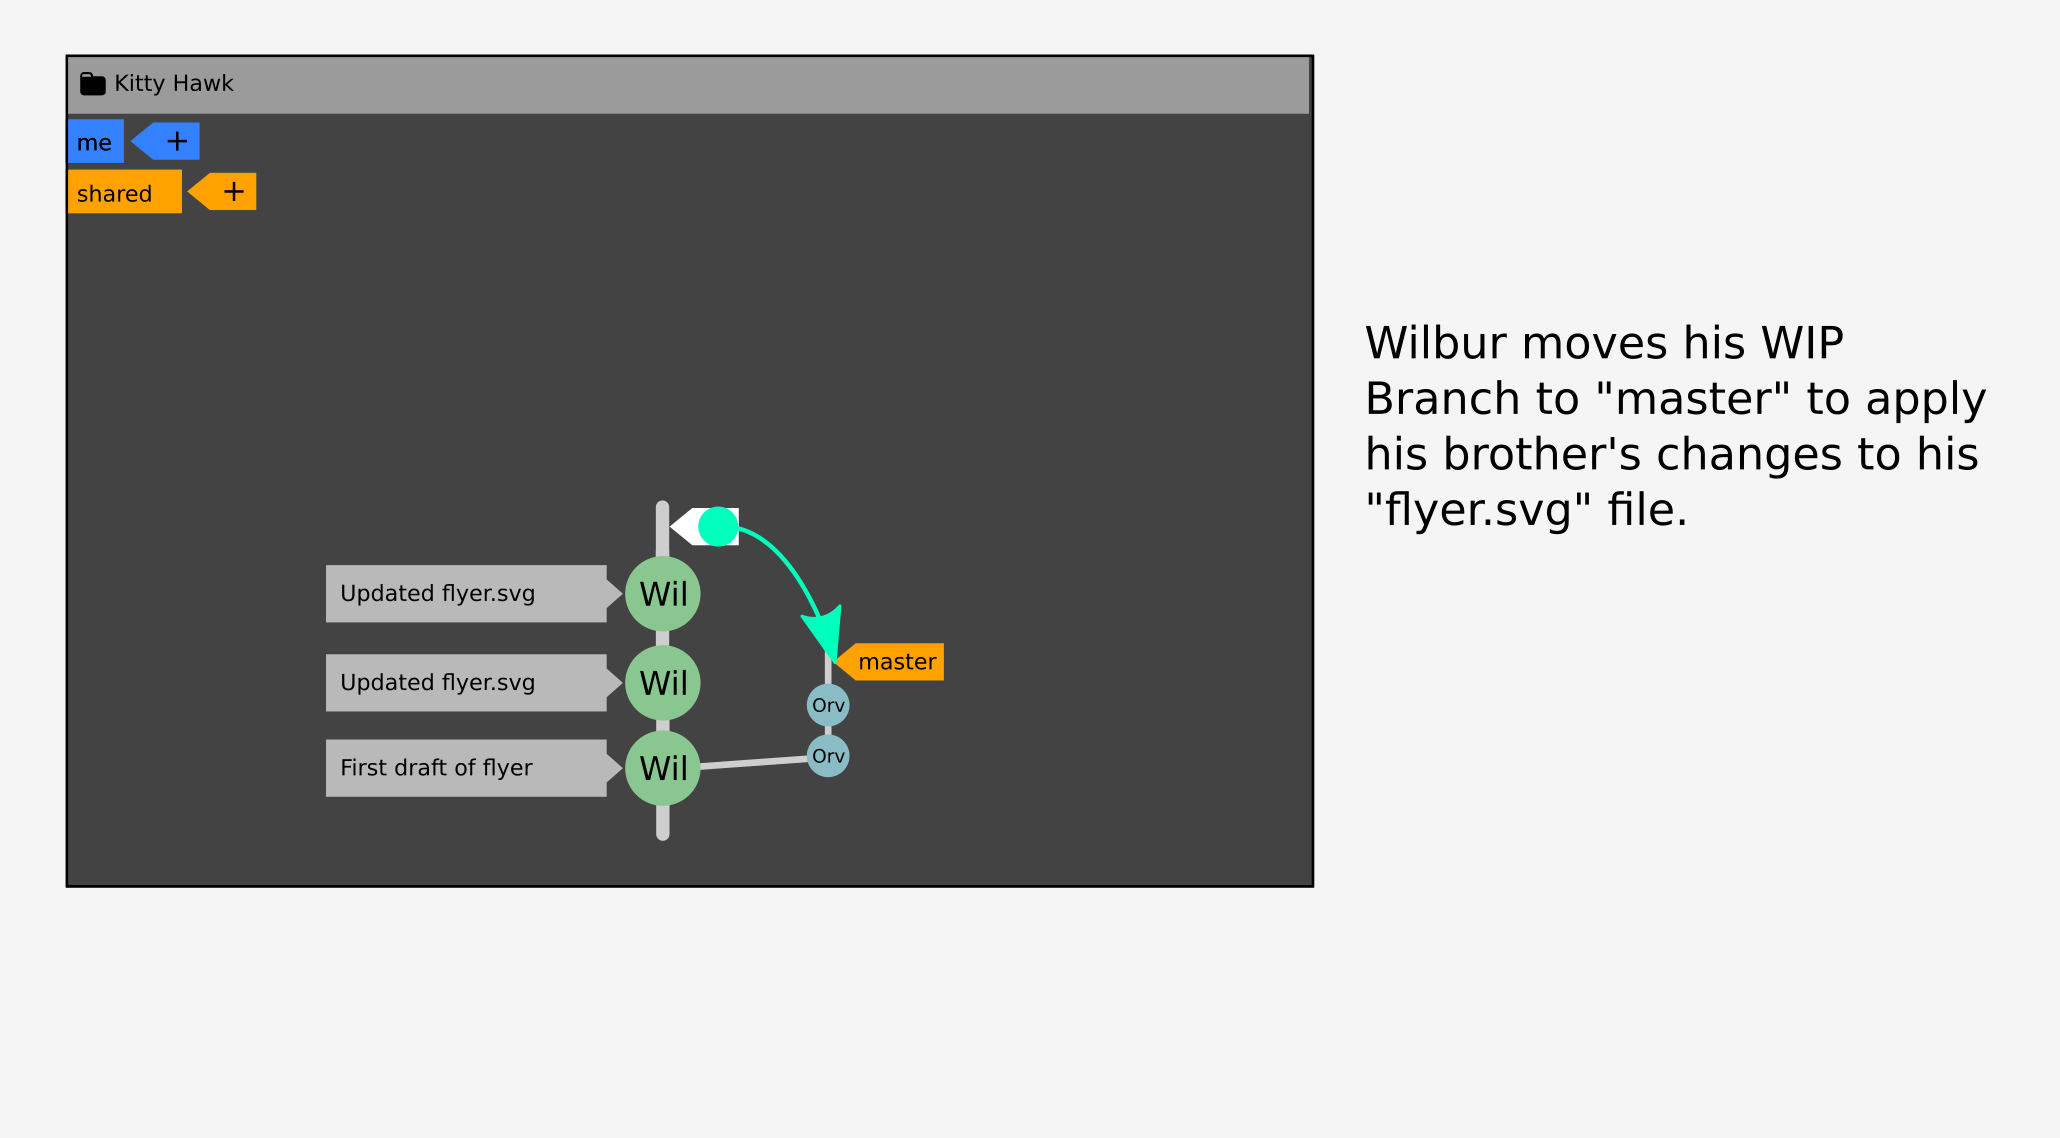 Kitty Hawk
me
+
shared
+
Wilbur moves his WIP
Branch to "master" to apply
his brother's changes to his
"flyer.svg" file.
Updated flyer.svg
Wil
master
Updated flyer.svg
Wil
Orv
Orv
First draft of flyer
Wil